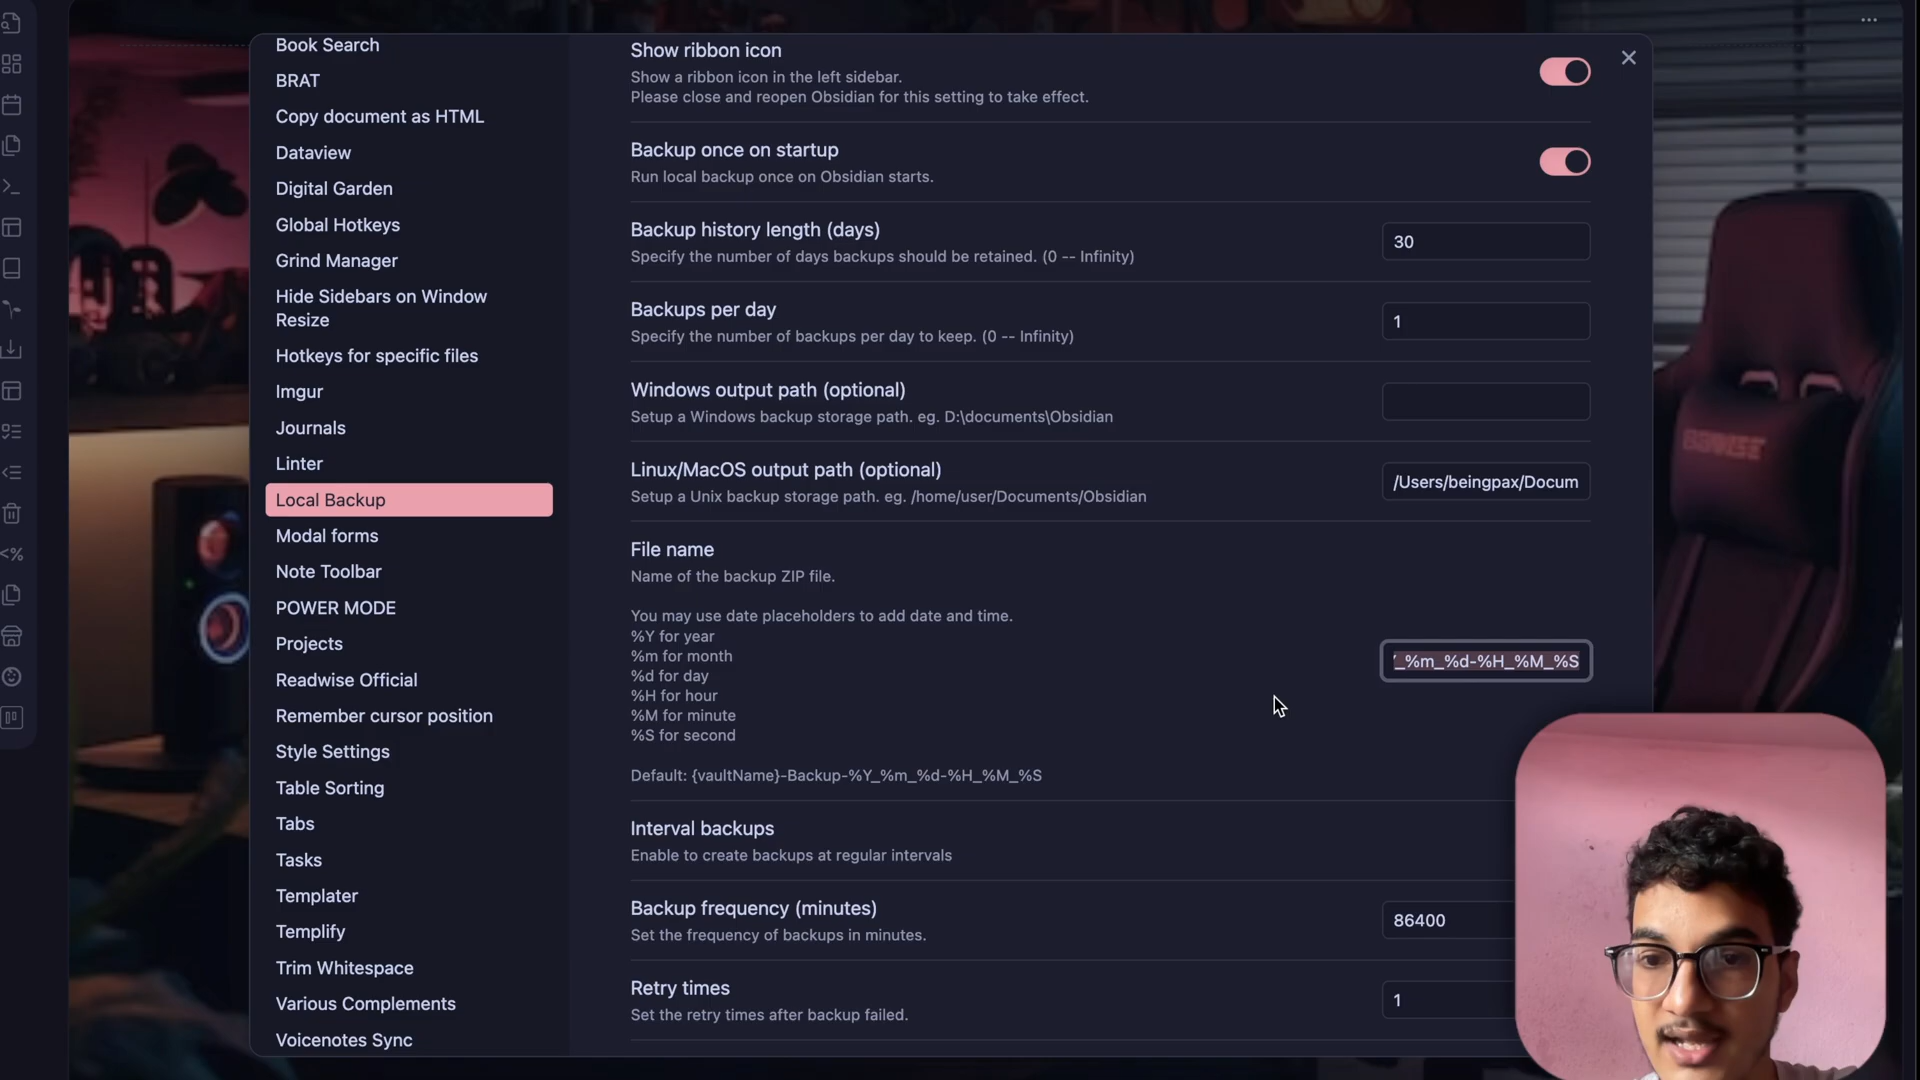 Book Search
BRAT
Copy document as HTML
Dataview
Digital Garden
Global Hotkeys
Grind Manager
Hide Sidebars on Window
Resize
Hotkeys for specific files
Imgur
Journals
Linter
Local Backup
Modal forms
Note Toolbar
POWER MODE
Projects
Readwise Official
Remember cursor position
Style Settings
Table Sorting
Tabs
Tasks
Templater
Templify
Trim Whitespace
Various Complements
Voicenotes Sync
Show ribbon icon
Show a ribbon icon in the left sidebar.
Please close and reopen Obsidian for this setting to take effect.
Backup once on startup
Run local backup once on Obsidian starts.
Backup history length (days)
Specify the number of days backups should be retained. (0 -- Infinity)
30
Backups per day
Specify the number of backups per day to keep. (0 -- Infinity)
1
Windows output path (optional)
Setup a Windows backup storage path. eg. D:\documents\Obsidian
Linux/MacOS output path (optional)
Setup a Unix backup storage path. eg. /home/user/Documents/Obsidian
/Users/beingpax/Docum
File name
Name of the backup ZIP file.
You may use date placeholders to add date and time.
%Y for year
%m for month
%d for day
%H for hour
%M for minute
%S for second
_%m_%d-%H_%M_%S
Default: {vaultName}-Backup-%Y_%m_%d-%H_%M_%S
Interval backups
Enable to create backups at regular intervals
Backup frequency (minutes)
Set the frequency of backups in minutes.
86400
Retry times
Set the retry times after backup failed.
1